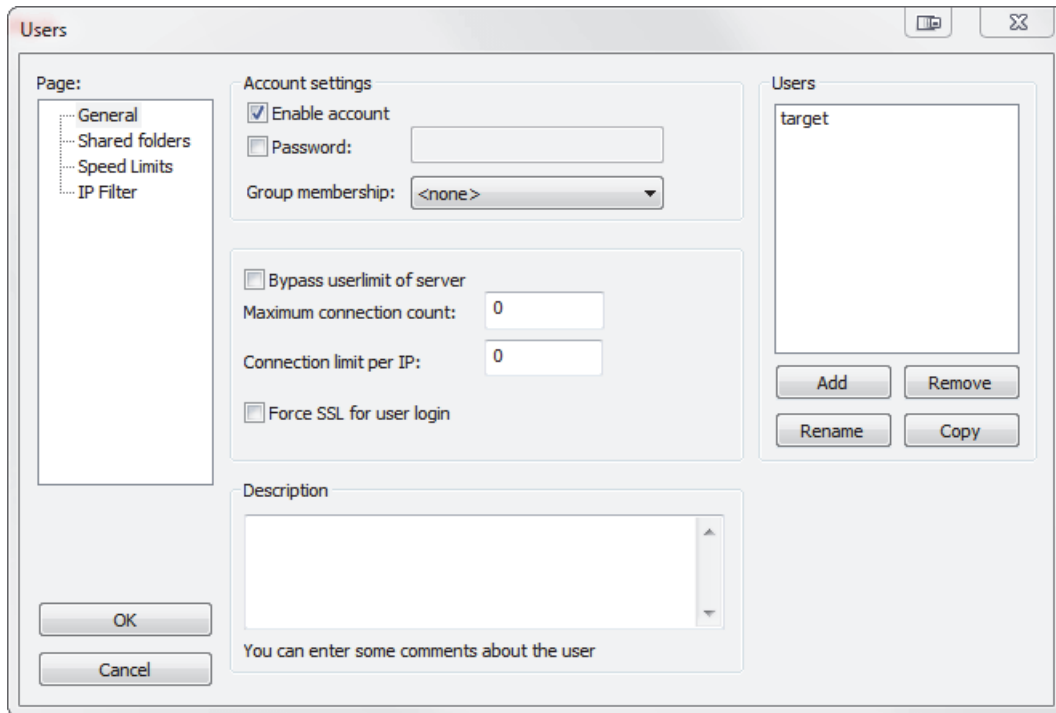 Users
Page:
General
Shared folders
Speed Limits
IP Filter
Account settings
Enable account
Password:
Group membership: <none>
Bypass userlimit of server
Maximum connection count: 0
Connection limit per IP: 0
Force SSL for user login
Description
You can enter some comments about the user
Users
target
Add Remove
Rename Copy
OK
Cancel